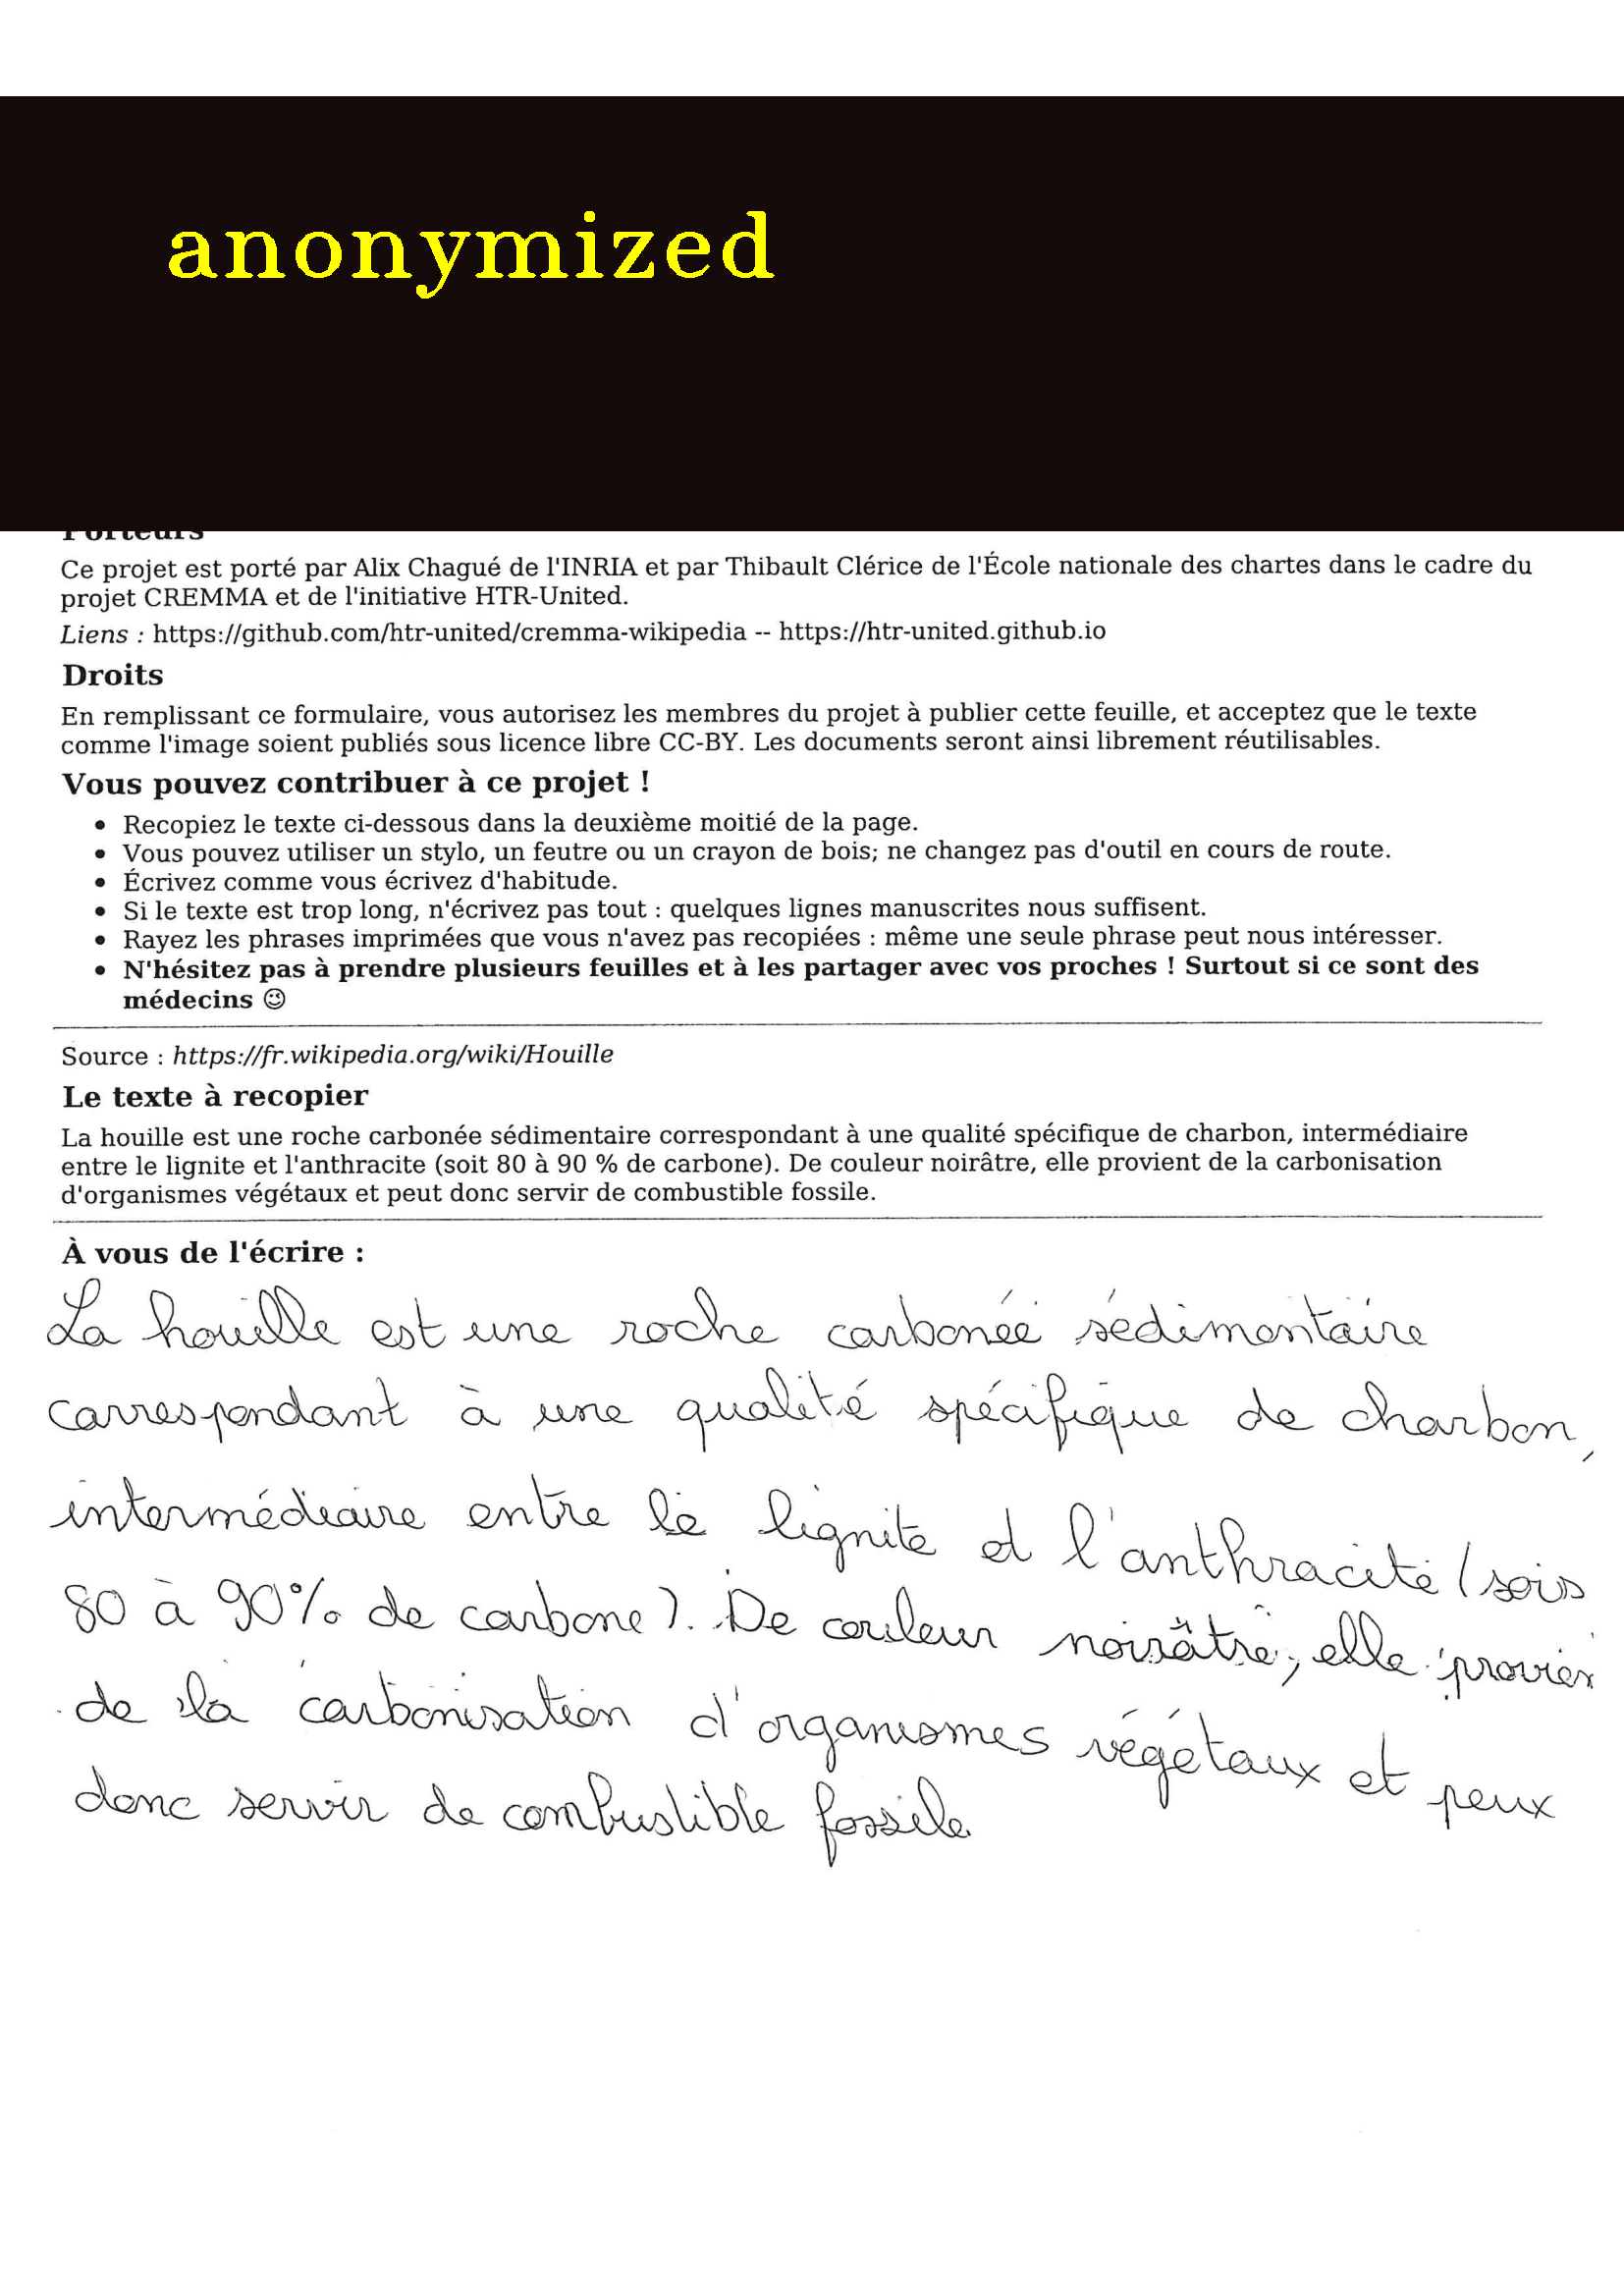 anonymized
Porteurs
Ce projet est porté par Alix Chagué de l'INRIA et par Thibault Clérice de l'École nationale des chartes dans le cadre du
projet CREMMA et de l'initiative HTR-United.
Liens : https://github.com/htr-united/cremma-wikipedia -- https://htr-united.github.io
Droits
En remplissant ce formulaire, vous autorisez les membres du projet à publier cette feuille, et acceptez que le texte
comme l'image soient publiés sous licence libre CC-BY. Les documents seront ainsi librement réutilisables.
Vous pouvez contribuer à ce projet !
• Recopiez le texte ci-dessous dans la deuxième moitié de la page.
• Vous pouvez utiliser un stylo, un feutre ou un crayon de bois; ne changez pas d'outil en cours de route.
• Écrivez comme vous écrivez d'habitude.
• Si le texte est trop long, n'écrivez pas tout : quelques lignes manuscrites nous suffisent.
• Rayez les phrases imprimées que vous n'avez pas recopiées : même une seule phrase peut nous intéresser.
• N'hésitez pas à prendre plusieurs feuilles et à les partager avec vos proches ! Surtout si ce sont des
médecins 😉
Source : https://fr.wikipedia.org/wiki/Houille
Le texte à recopier
La houille est une roche carbonée sédimentaire correspondant à une qualité spécifique de charbon, intermédiaire
entre le lignite et l'anthracite (soit 80 à 90 % de carbone). De couleur noirâtre, elle provient de la carbonisation
d'organismes végétaux et peut donc servir de combustible fossile.
À vous de l'écrire :
La houille est une roche carbonée sédimentaire
correspondant à une qualité spécifique de charbon,
intermédiaire entre le lignite et l'anthracite (sois
80 à 90% de carbone). De couleur noirâtre, elle provien
de la carbonisation d'organismes végétaux et peux
donc servir de combustible fossile